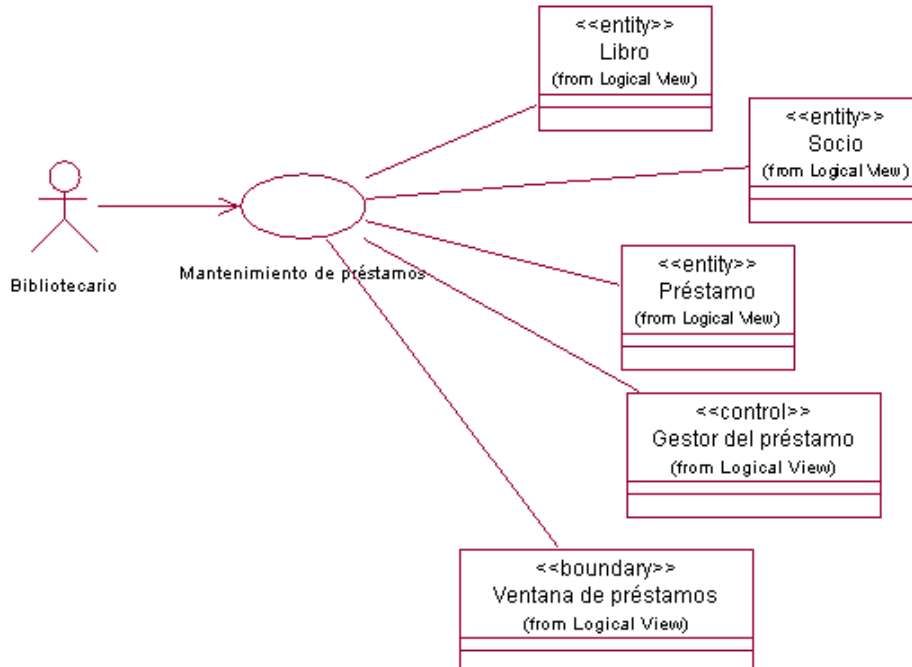 <<entity>>
Libro
(from Logical View)
<<entity>>
Socio
(from Logical View)
Bibliotecario
Mantenimiento de préstamos
<<entity>>
Préstamo
(from Logical View)
<<control>>
Gestor del préstamo
(from Logical View)
<<boundary>>
Ventana de préstamos
(from Logical View)